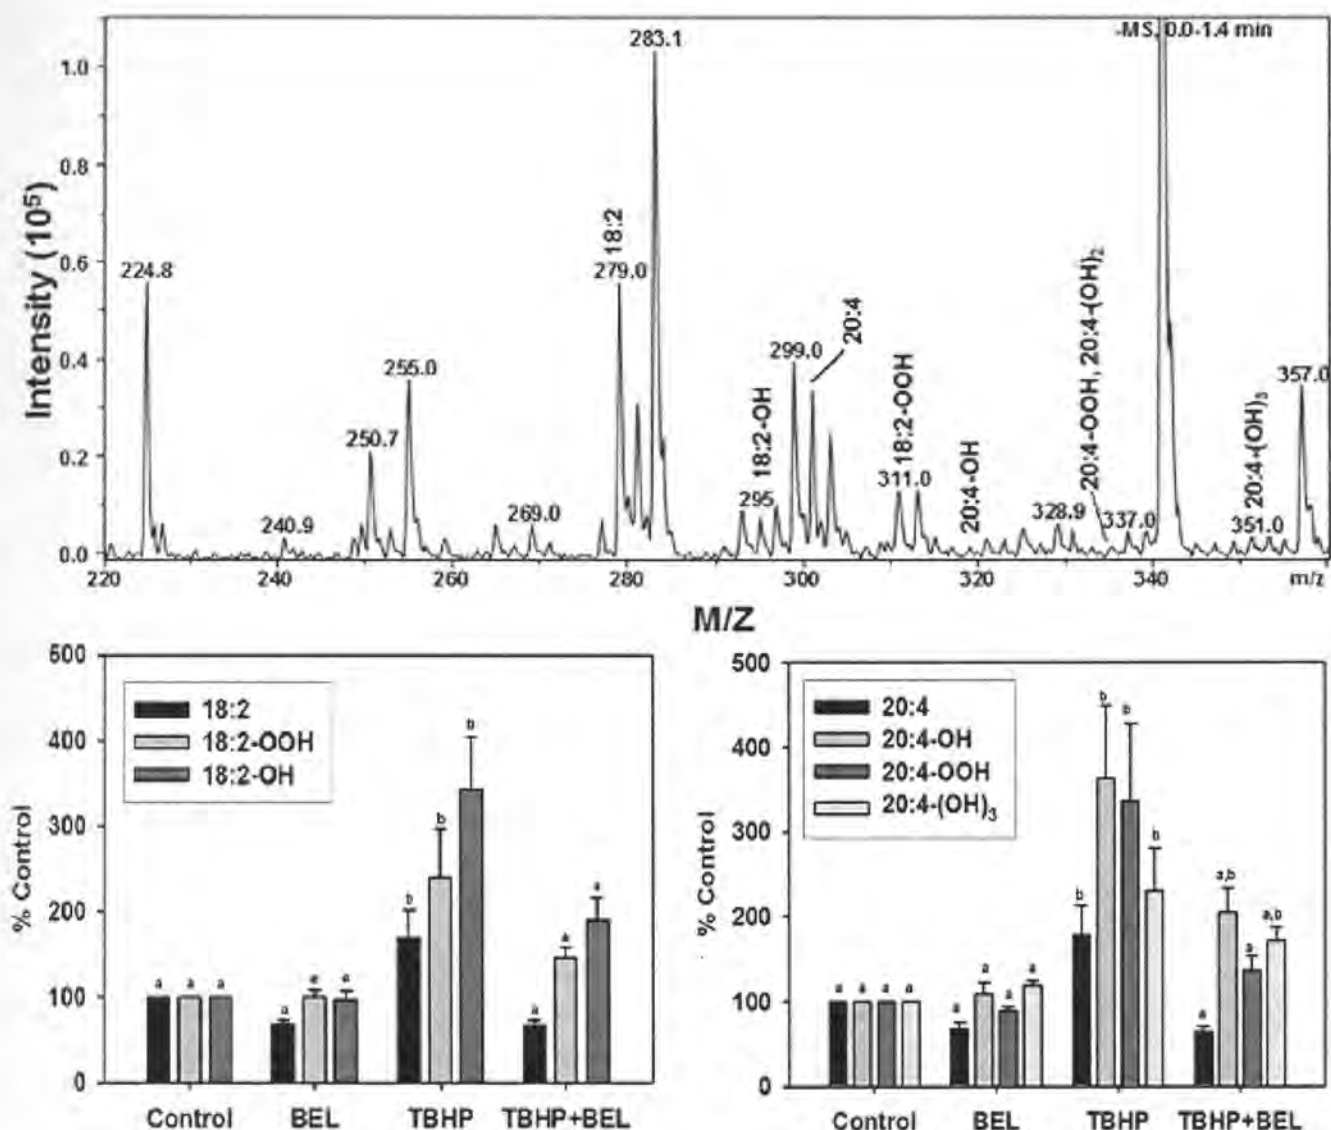 -MS, 0.0-1.4 min
283.1
1.0
0.8
0.6
0.4
0.2
0.0
Intensity (10⁵)
224.8
240.9
250.7
255.0
269.0
18:2
279.0
295
18:2-OH
299.0
20:4
18:2-OOH
311.0
20:4-OH
328.9
20:4-OOH, 20:4-(OH)₂
337.0
20:4-(OH)₃
351.0
357.0
220 240 260 280 300 320 340 m/z
M/Z
500
400
300
200
100
0
% Control
18:2
18:2-OOH
18:2-OH
a a a
a e a
b b b
a a a
Control BEL TBHP TBHP+BEL
500
400
300
200
100
0
% Control
20:4
20:4-OH
20:4-OOH
20:4-(OH)₃
a a a a
a a a a
b b b b
a a,b a a,b
Control BEL TBHP TBHP+BEL